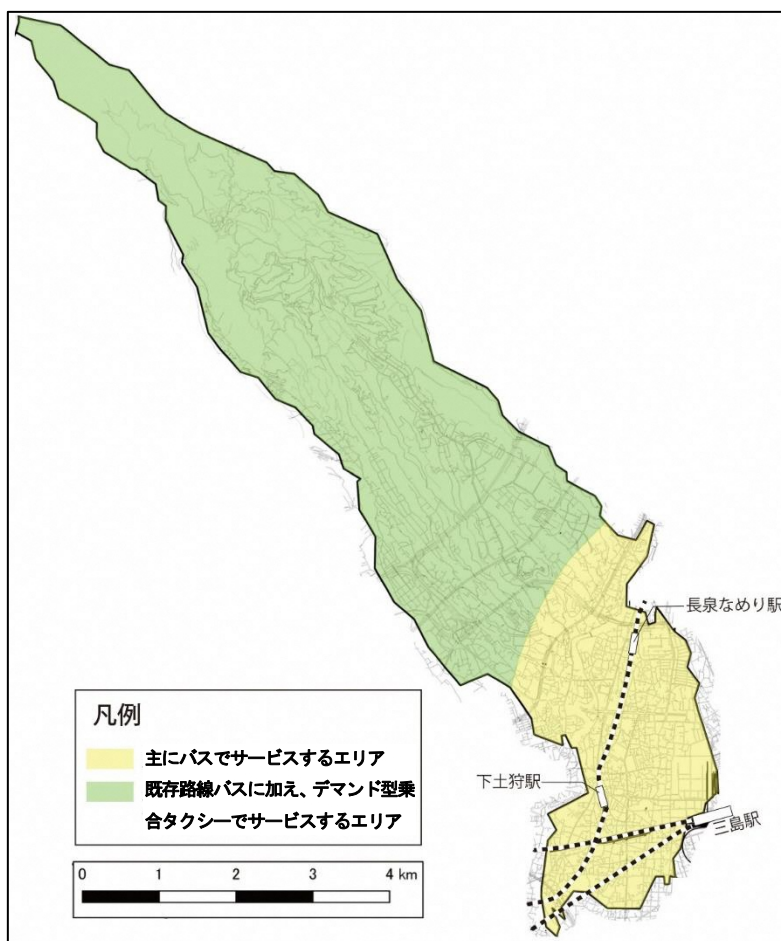 長泉なめり駅
下土狩駅
三島駅
凡例
主にバスでサービスするエリア
既存路線バスに加え、デマンド型乗
合タクシーでサービスするエリア
0 1 2 3 4 km